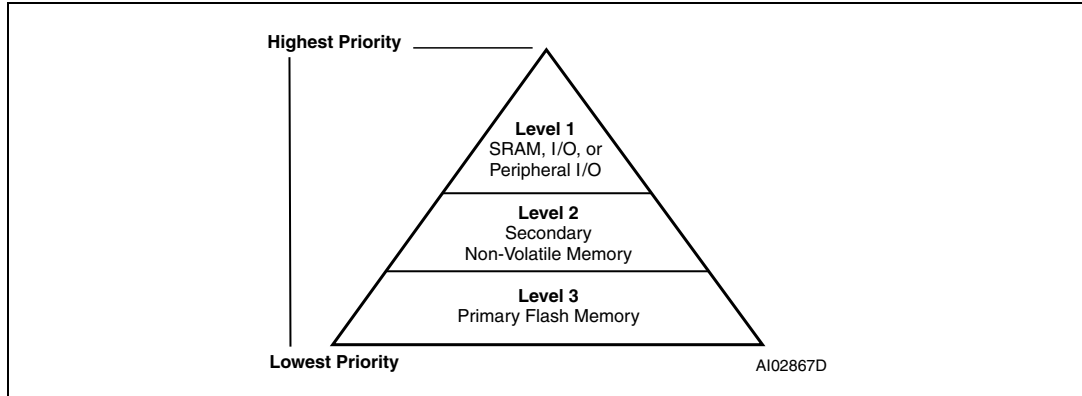 Highest Priority
Level 1
SRAM, I/O, or
Peripheral I/O
Level 2
Secondary
Non-Volatile Memory
Level 3
Primary Flash Memory
Lowest Priority
AI02867D